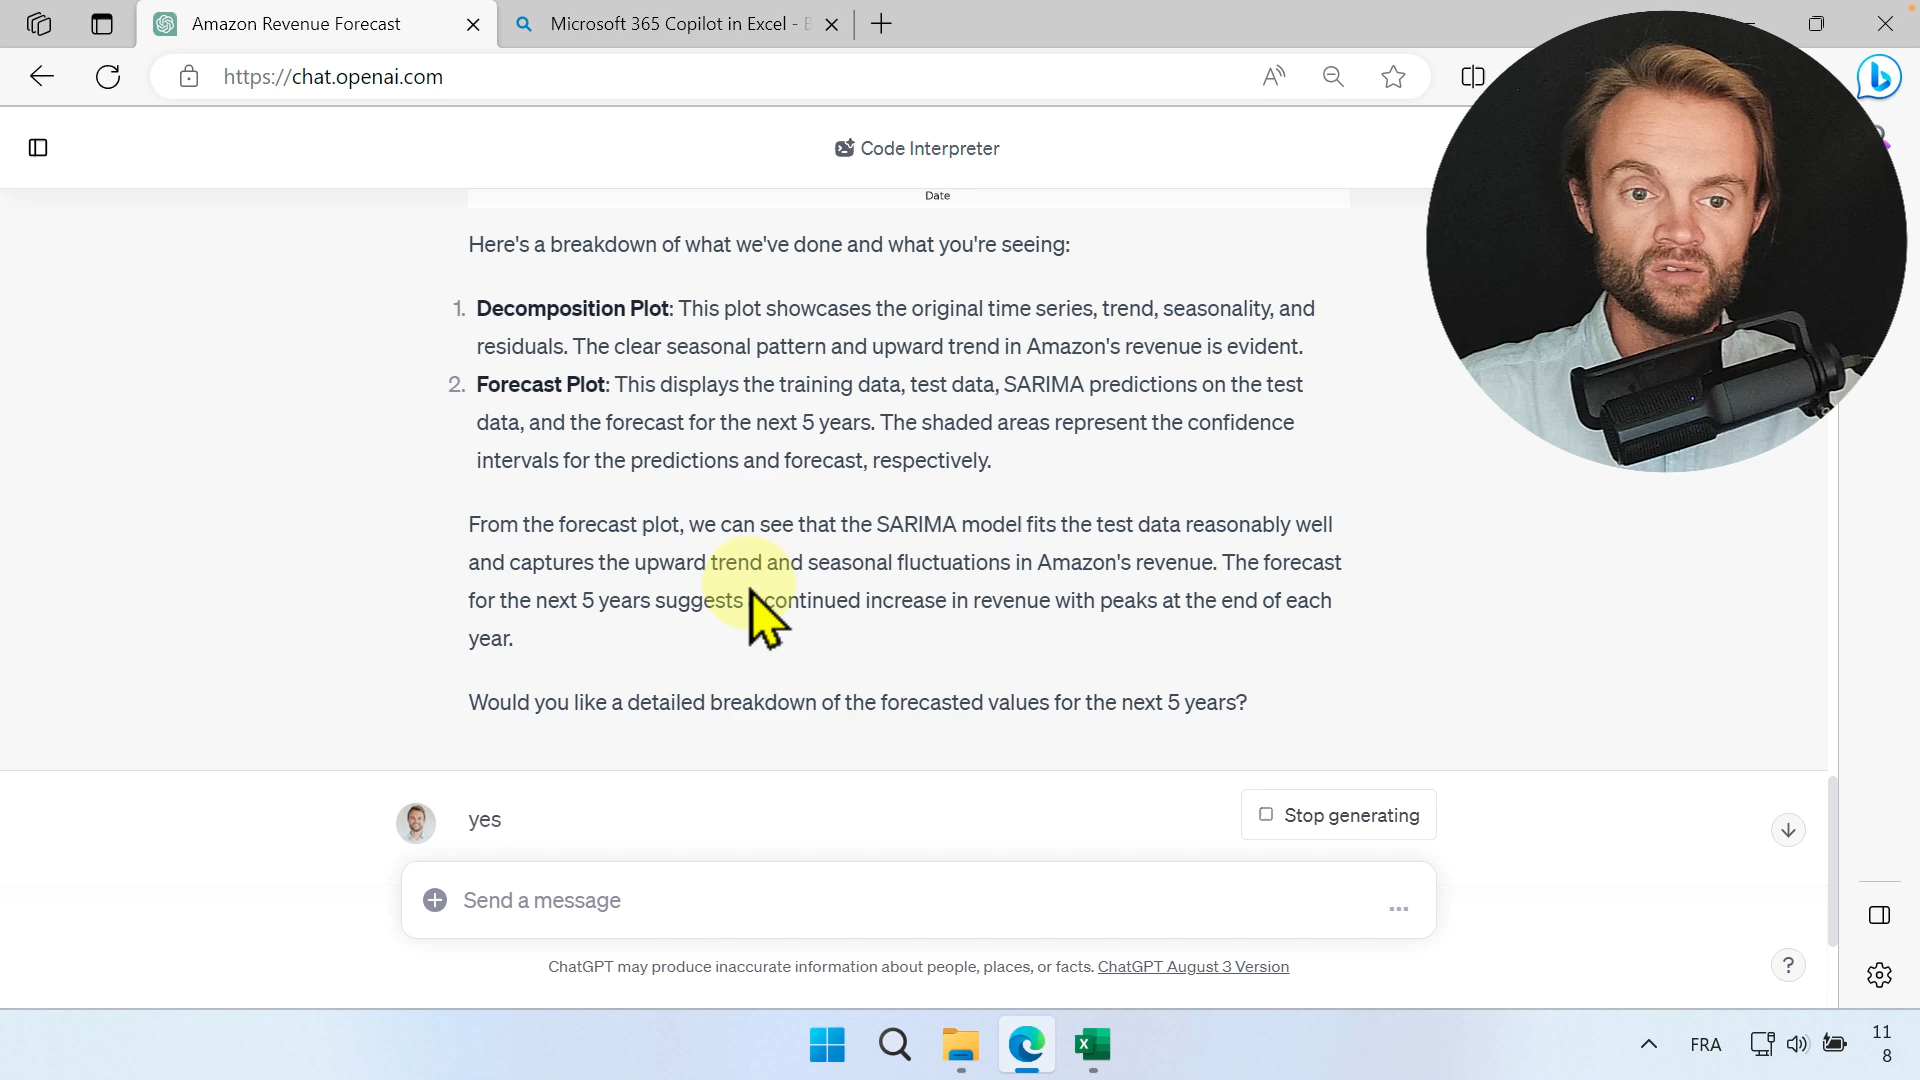 Amazon Revenue Forecast
Microsoft 365 Copilot in Excel -
https://chat.openai.com
Code Interpreter
Date
Here's a breakdown of what we've done and what you're seeing:
1. Decomposition Plot: This plot showcases the original time series, trend, seasonality, and
residuals. The clear seasonal pattern and upward trend in Amazon's revenue is evident.
2. Forecast Plot: This displays the training data, test data, SARIMA predictions on the test
data, and the forecast for the next 5 years. The shaded areas represent the confidence
intervals for the predictions and forecast, respectively.
From the forecast plot, we can see that the SARIMA model fits the test data reasonably well
and captures the upward trend and seasonal fluctuations in Amazon's revenue. The forecast
for the next 5 years suggests continued increase in revenue with peaks at the end of each
year.
Would you like a detailed breakdown of the forecasted values for the next 5 years?
yes
Stop generating
Send a message
ChatGPT may produce inaccurate information about people, places, or facts. ChatGPT August 3 Version
?
FRA
11
8